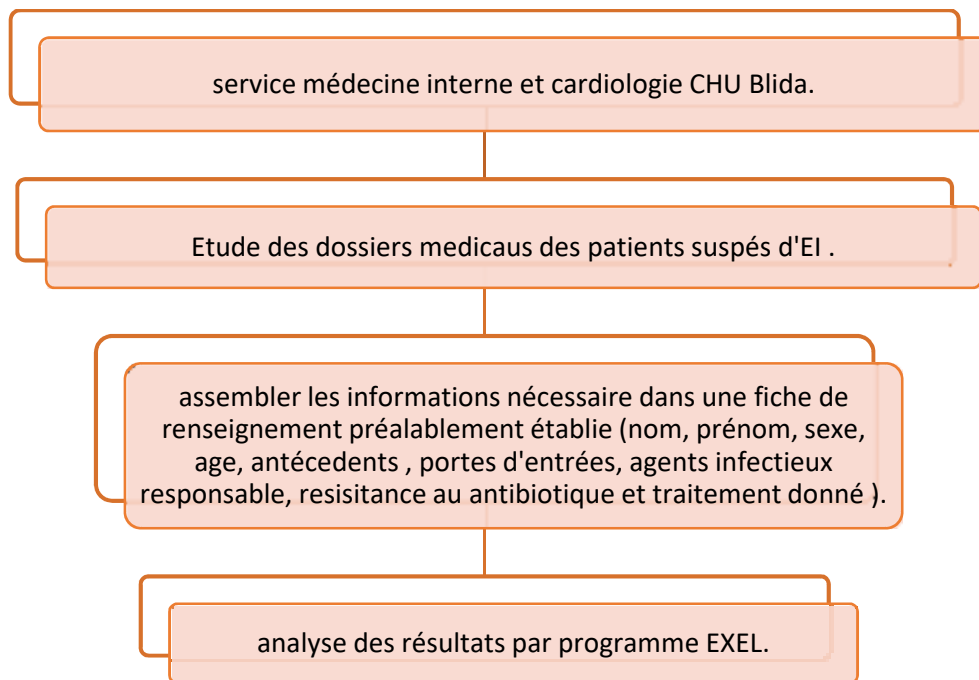 service médecine interne et cardiologie CHU Blida.
Etude des dossiers medicaus des patients suspés d'EI .
assembler les informations nécessaire dans une fiche de
renseignement préalablement établie (nom, prénom, sexe,
age, antécedents , portes d'entrées, agents infectieux
responsable, resisitance au antibiotique et traitement donné ).
analyse des résultats par programme EXEL.